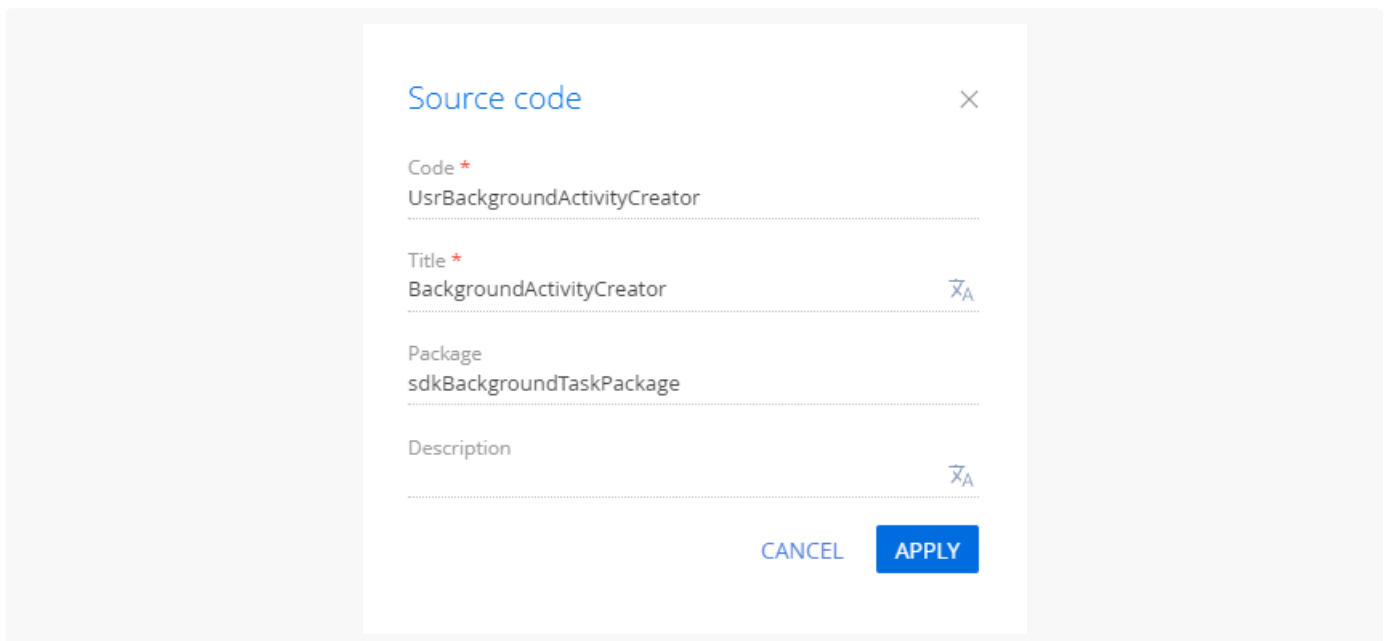 Source code
Code *
UsrBackgroundActivityCreator
Title *
BackgroundActivityCreator
Package
sdkBackgroundTaskPackage
Description
CANCEL APPLY